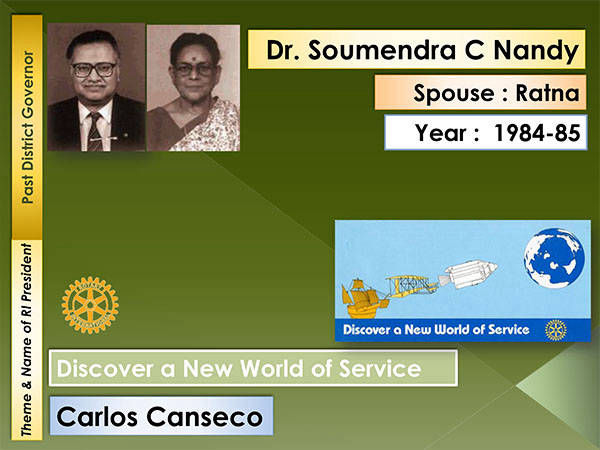 Past District Governor
Dr. Soumendra C Nandy
Spouse : Ratna
Year : 1984-85
Discover a New World of Service
Theme & Name of RI President
Discover a New World of Service
Carlos Canseco